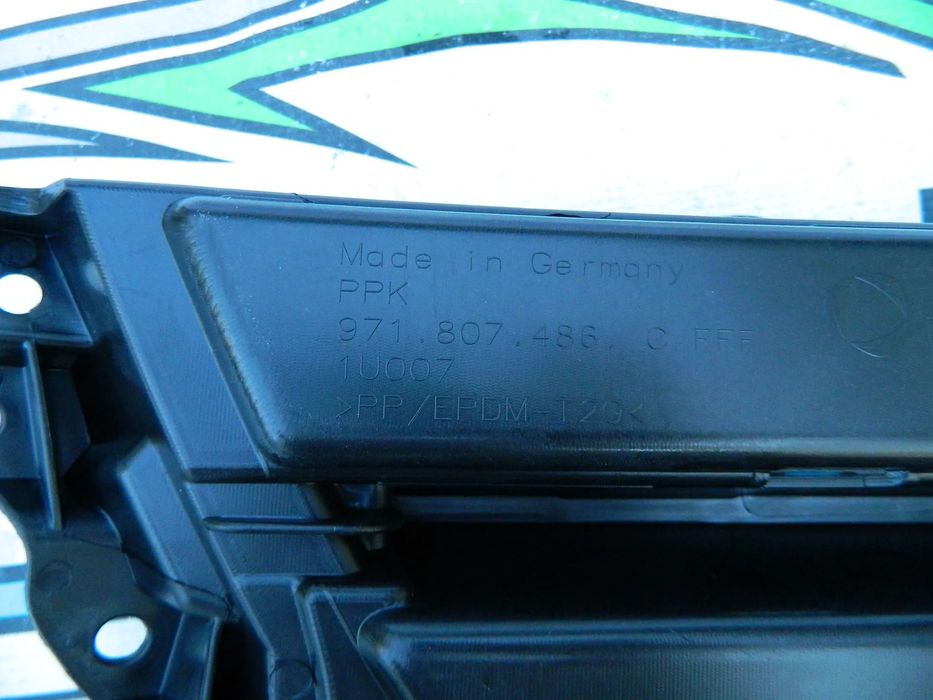 Made in Germany
PPK
971.807.486. C FFF
1U007
>PP/EPDM-T20<